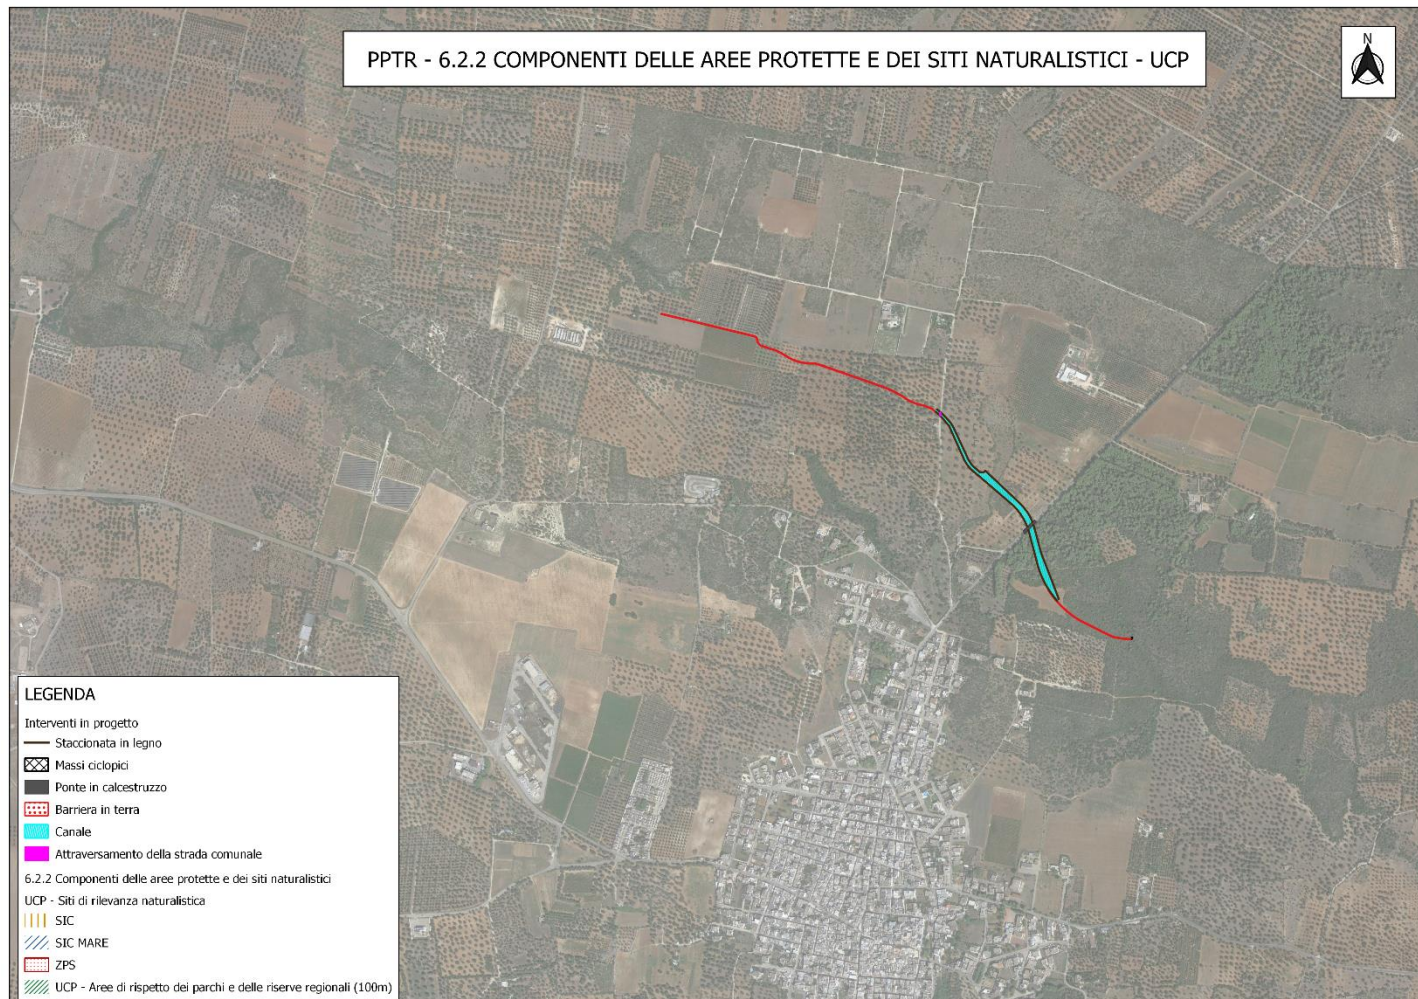 PPTR - 6.2.2 COMPONENTI DELLE AREE PROTETTE E DEI SITI NATURALISTICI - UCP
N
LEGENDA
Interventi in progetto
Staccionata in legno
Massi ciclopici
Ponte in calcestruzzo
Barriera in terra
Canale
Attraversamento della strada comunale
6.2.2 Componenti delle aree protette e dei siti naturalistici
UCP - Siti di rilevanza naturalistica
SIC
SIC MARE
ZPS
UCP - Aree di rispetto dei parchi e delle riserve regionali (100m)